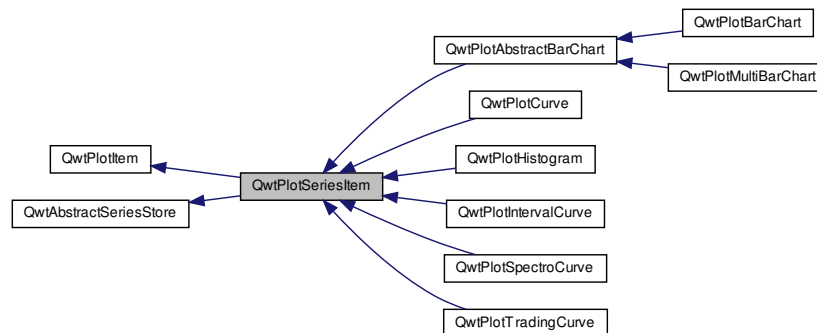 QwtPlotBarChart
QwtPlotAbstractBarChart
QwtPlotMultiBarChart
QwtPlotCurve
QwtPlotItem
QwtPlotHistogram
QwtPlotSeriesItem
QwtAbstractSeriesStore
QwtPlotIntervalCurve
QwtPlotSpectroCurve
QwtPlotTradingCurve